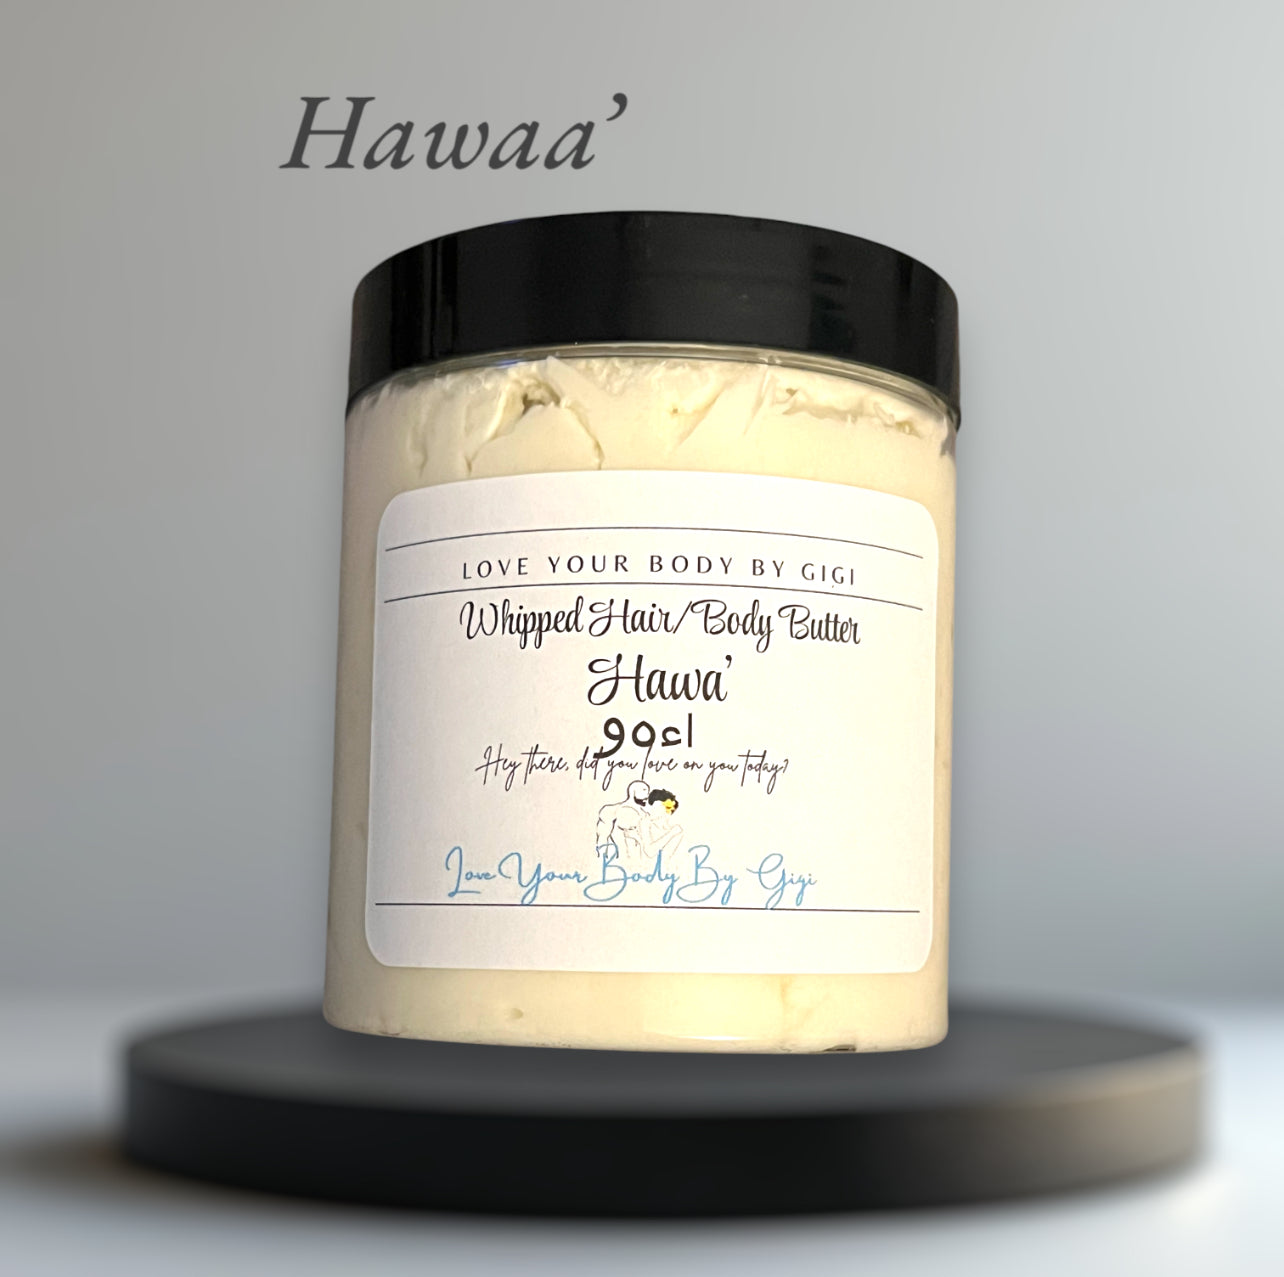 Hawaa’
LOVE YOUR BODY BY GIGI
Whipped Hair/Body Butter
Hawa’
اءهو
Hey there, did you love on you today?
Love Your Body By Gigi